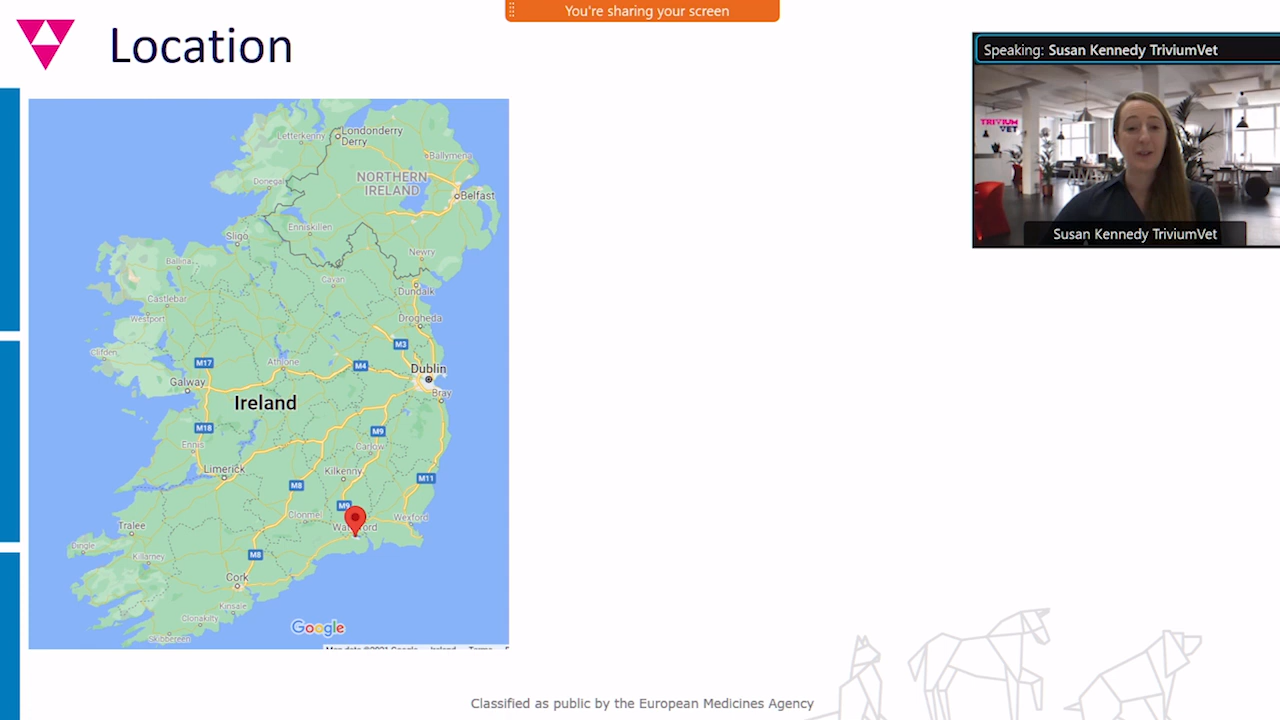 You're sharing your screen
Location
Speaking: Susan Kennedy TriviumVet
TRIVIUM
VET
Susan Kennedy TriviumVet
Letterkenny
Londonderry
Derry
Ballymena
NORTHERN
IRELAND
Donegal
Belfast
Enniskillen
Sligo
Newry
Ballina
Cavan
Dundalk
Castlebar
Westport
Drogheda
M3
Clifden
M17
Athlone
M4
Dublin
Galway
Bray
Ireland
M18
M9
Ennis
Carlow
Limerick
Kilkenny
M11
M8
M9
Clonmel
Wexford
Tralee
Dingle
M8
Killarney
Cork
Kinsale
Clonakilty
Google
Skibbereen
Classified as public by the European Medicines Agency